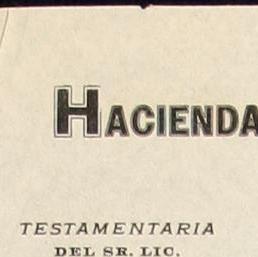 HACIENDA
TESTAMENTARIA
DEL SR. LIC.